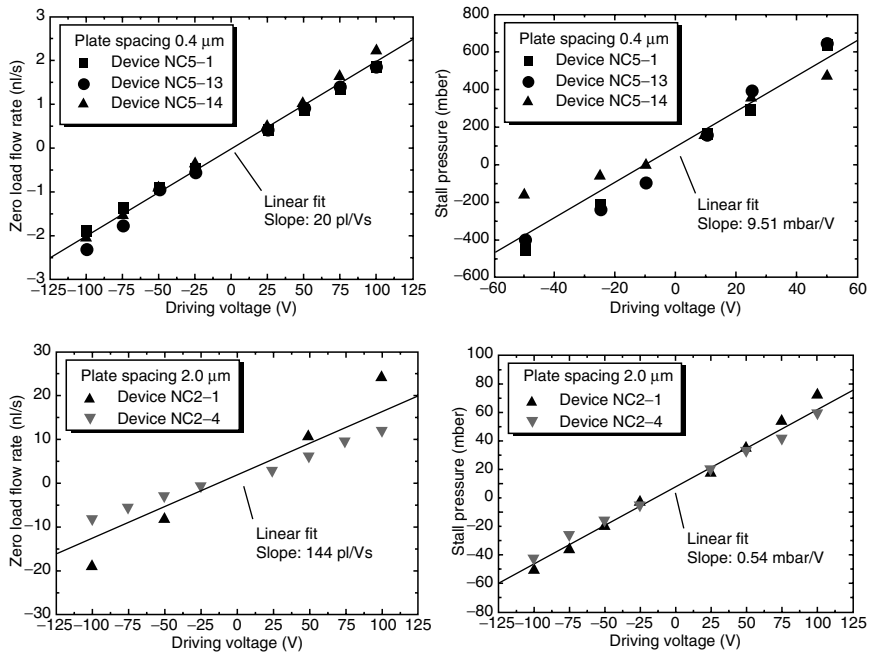 Plate spacing 0.4 μm
Device NC5–1
Device NC5–13
Device NC5–14
Zero load flow rate (nl/s)
3
2
1
0
–1
–2
–3
Linear fit
Slope: 20 pl/Vs
–125 –100 –75 –50 –25 0 25 50 75 100 125
Driving voltage (V)
Plate spacing 0.4 μm
Device NC5–1
Device NC5–13
Device NC5–14
Stall pressure (mber)
800
600
400
200
0
–200
–400
–600
Linear fit
Slope: 9.51 mbar/V
–60 –40 –20 0 20 40 60
Driving voltage (V)
Plate spacing 2.0 μm
Device NC2–1
Device NC2–4
Zero load flow rate (nl/s)
30
20
10
0
–10
–20
–30
Linear fit
Slope: 144 pl/Vs
–125 –100 –75 –50 –25 0 25 50 75 100 125
Driving voltage (V)
Plate spacing 2.0 μm
Device NC2–1
Device NC2–4
Stall pressure (mber)
100
80
60
40
20
0
–20
–40
–60
–80
Linear fit
Slope: 0.54 mbar/V
–125 –100 –75 –50 –25 0 25 50 75 100 125
Driving voltage (V)